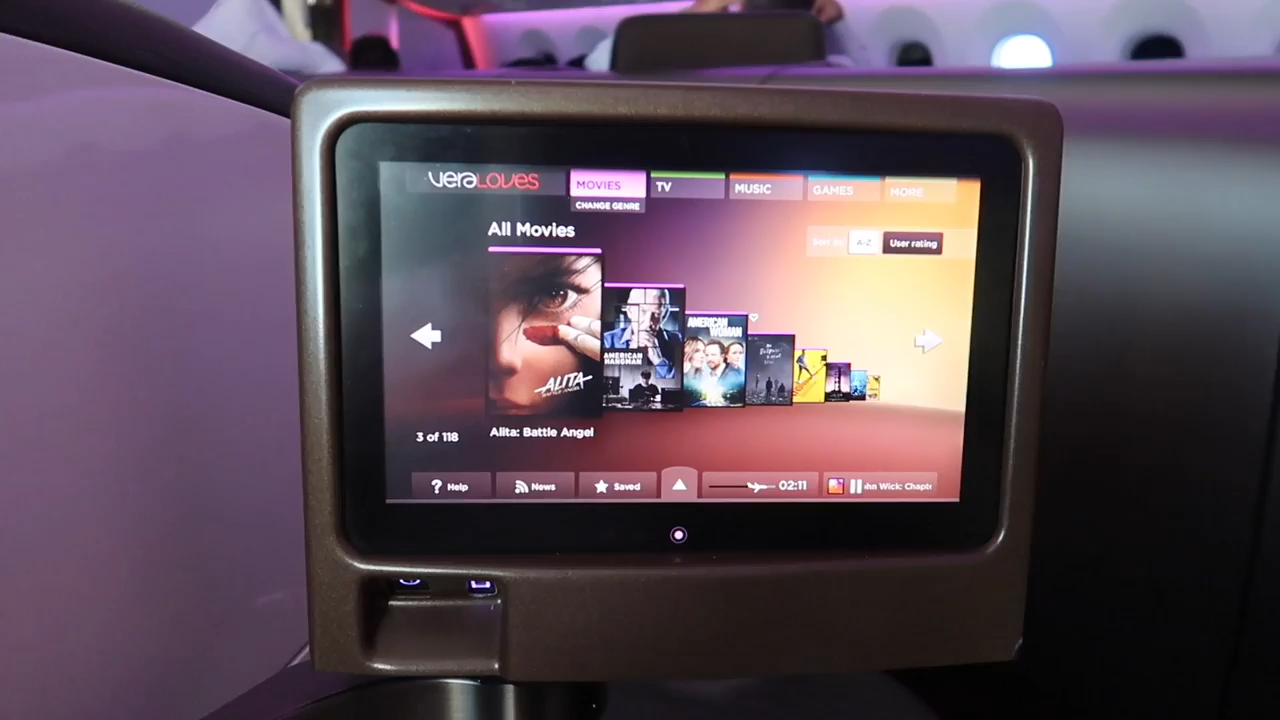 veraLOVES
MOVIES
TV
MUSIC
GAMES
MORE
CHANGE GENRE
All Movies
Sort by
A-Z
User rating
ALITA
AMERICAN
HANGMAN
AMERICAN
WOMAN
3 of 118
Alita: Battle Angel
? Help
News
Saved
02:11
hn Wick: Chapt